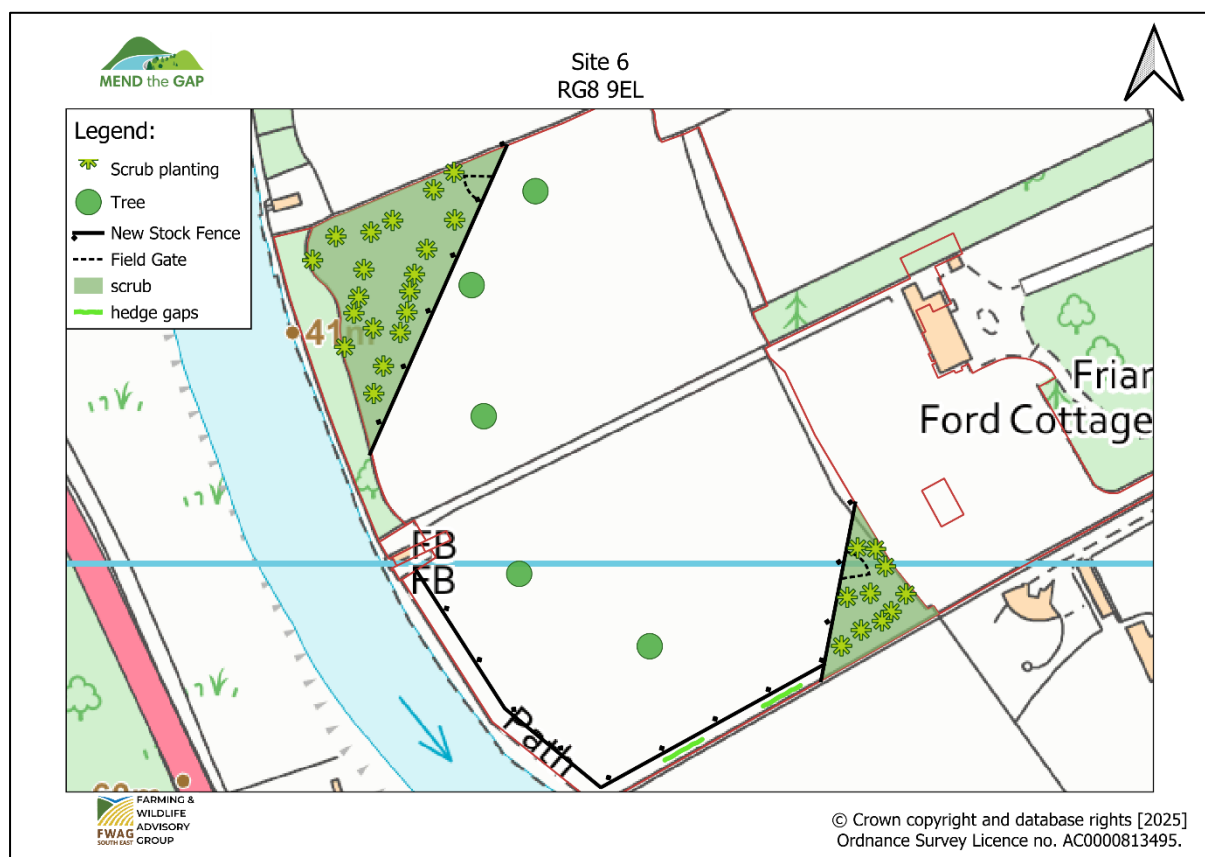 MEND the GAP
Site 6
RG8 9EL
Legend:
Scrub planting
Tree
New Stock Fence
Field Gate
scrub
hedge gaps
41m
Friar
Ford Cottage
FB
FB
Path
FWAG
SOUTH EAST
FARMING &
WILDLIFE
ADVISORY
GROUP
© Crown copyright and database rights [2025]
Ordnance Survey Licence no. AC0000813495.